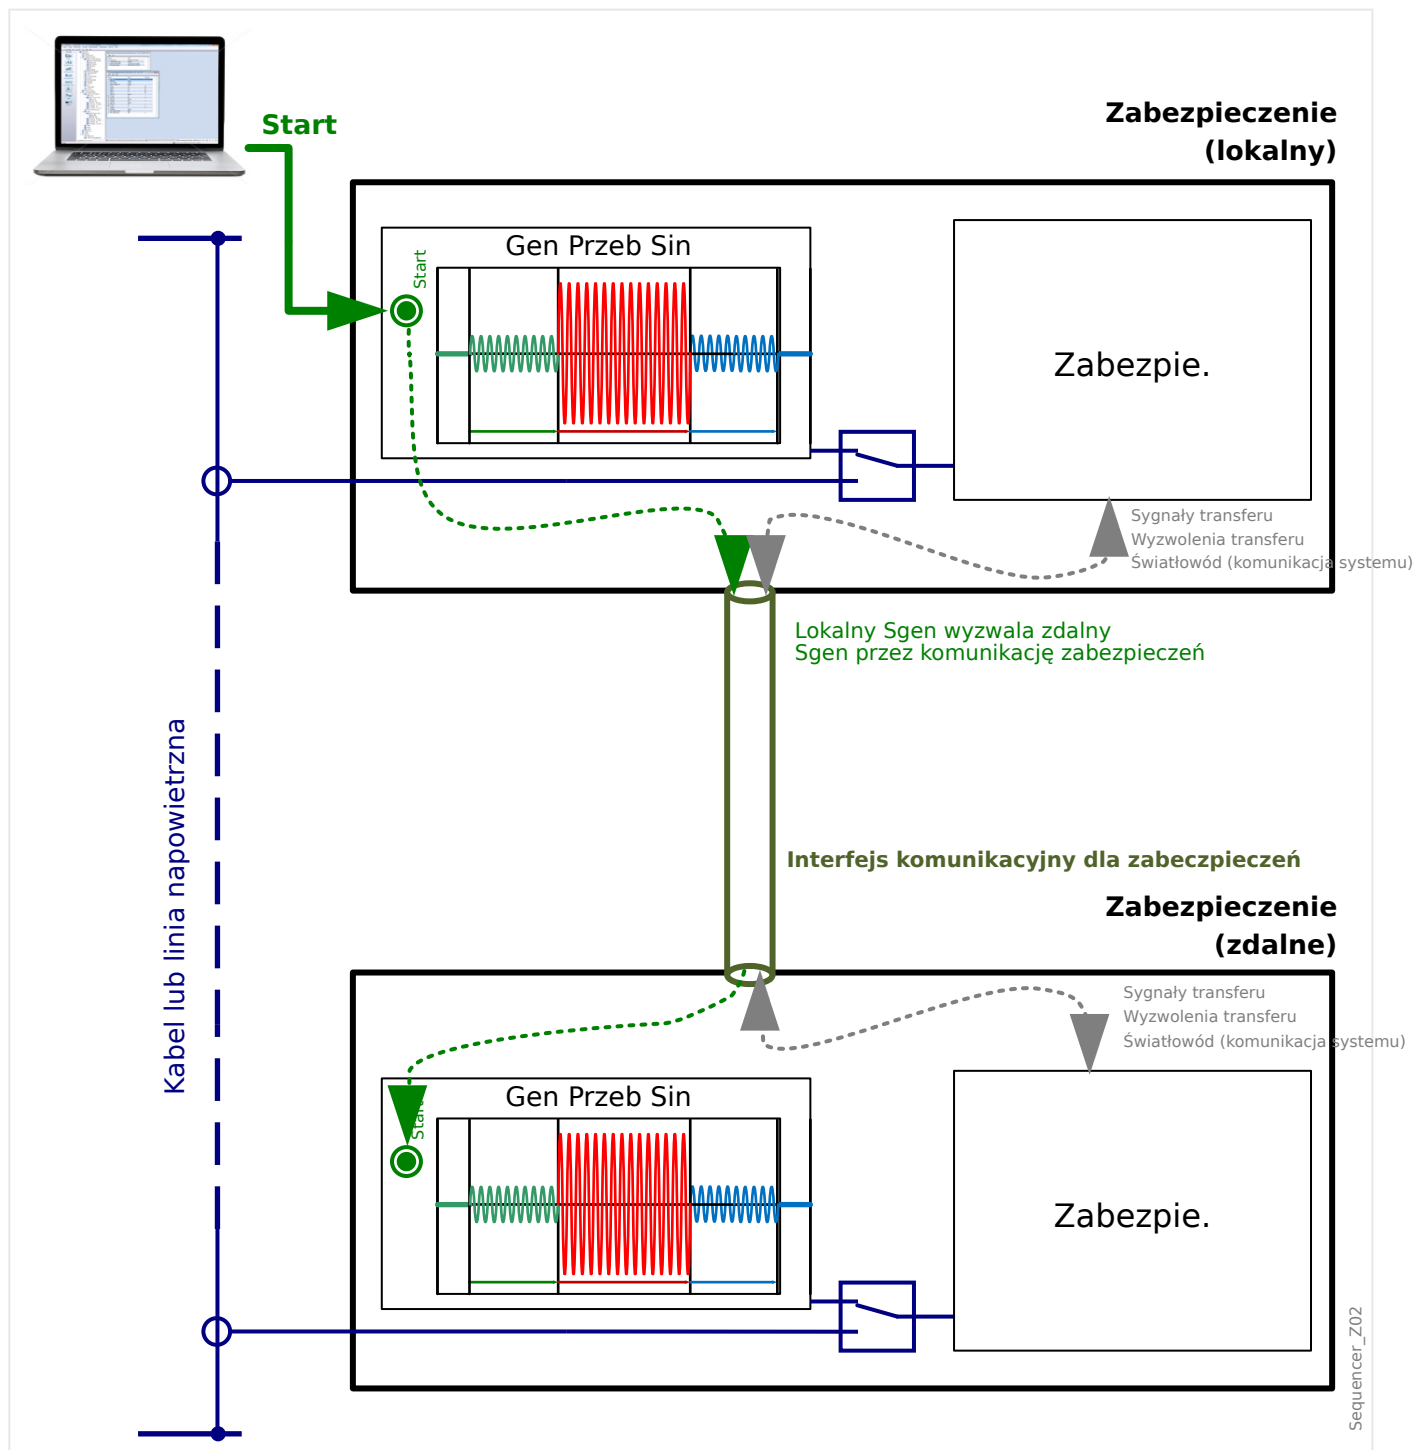 Start
Zabezpieczenie
(lokalny)
Gen Przeb Sin
Start
Zabezpie.
Sygnały transferu
Wyzwolenia transferu
Światłowód (komunikacja systemu)
Lokalny Sgen wyzwala zdalny
Sgen przez komunikację zabezpieczeń
Kabel lub linia napowietrzna
Interfejs komunikacyjny dla zabeczpieczeń
Zabezpieczenie
(zdalne)
Sygnały transferu
Wyzwolenia transferu
Światłowód (komunikacja systemu)
Gen Przeb Sin
Start
Zabezpie.
Sequencer_Z02